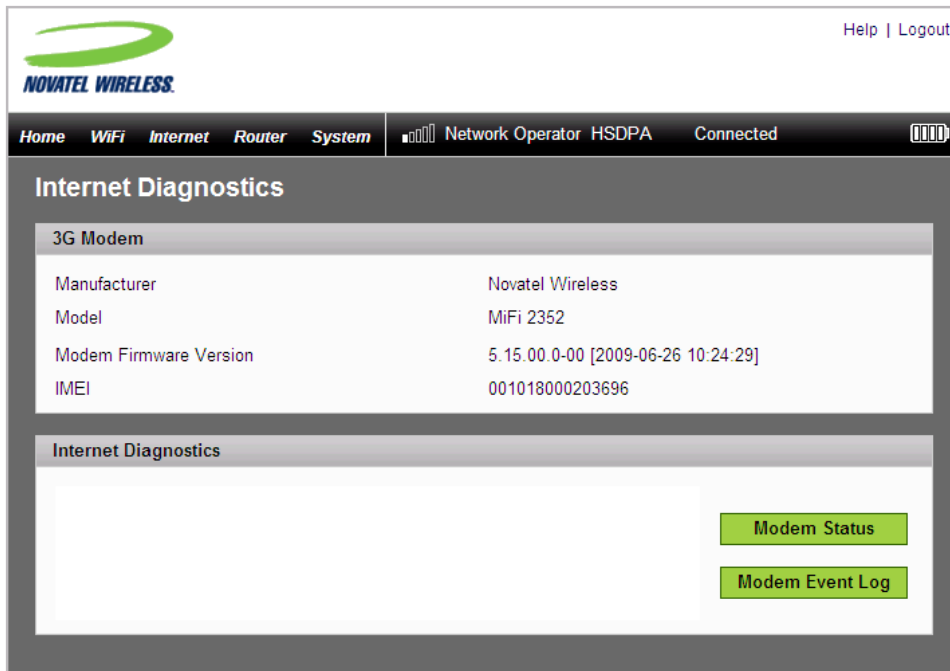 Help | Logout
NOVATEL WIRELESS.
Home WiFi Internet Router System Network Operator HSDPA Connected
Internet Diagnostics
3G Modem
Manufacturer Novatel Wireless
Model MiFi 2352
Modem Firmware Version 5.15.00.0-00 [2009-06-26 10:24:29]
IMEI 001018000203696
Internet Diagnostics
Modem Status
Modem Event Log